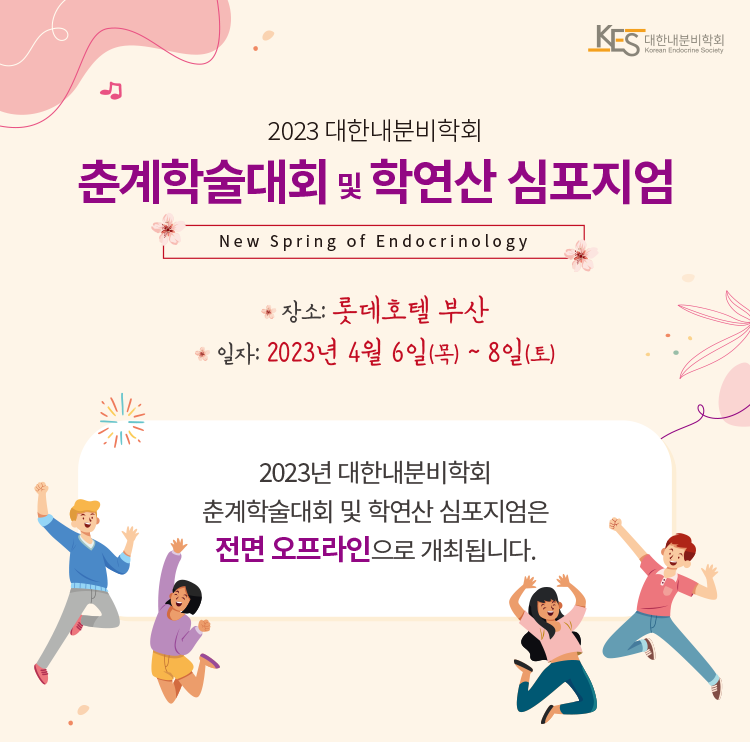 KES 대한내분비학회
Korean Endocrine Society
2023 대한내분비학회
춘계학술대회 및 학연산 심포지엄
New Spring of Endocrinology
장소: 롯데호텔 부산
일자: 2023년 4월 6일(목) ~ 8일(토)
2023년 대한내분비학회
춘계학술대회 및 학연산 심포지엄은
전면 오프라인으로 개최됩니다.